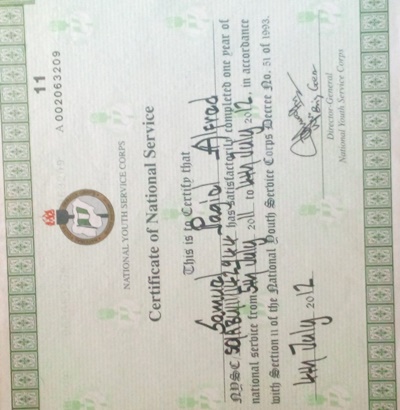 11
A 002063209
NATIONAL YOUTH SERVICE CORPS
Certificate of National Service
This is to Certify that
Samuel Daniel Alfred
NYSC has satisfactorily completed one year of
national service from 5th July 2011 to 4th July 2012, in accordance
with Section 11 of the National Youth Service Corps Decree No. 51 of 1993.
4th July 2012
Director-General
National Youth Service Corps